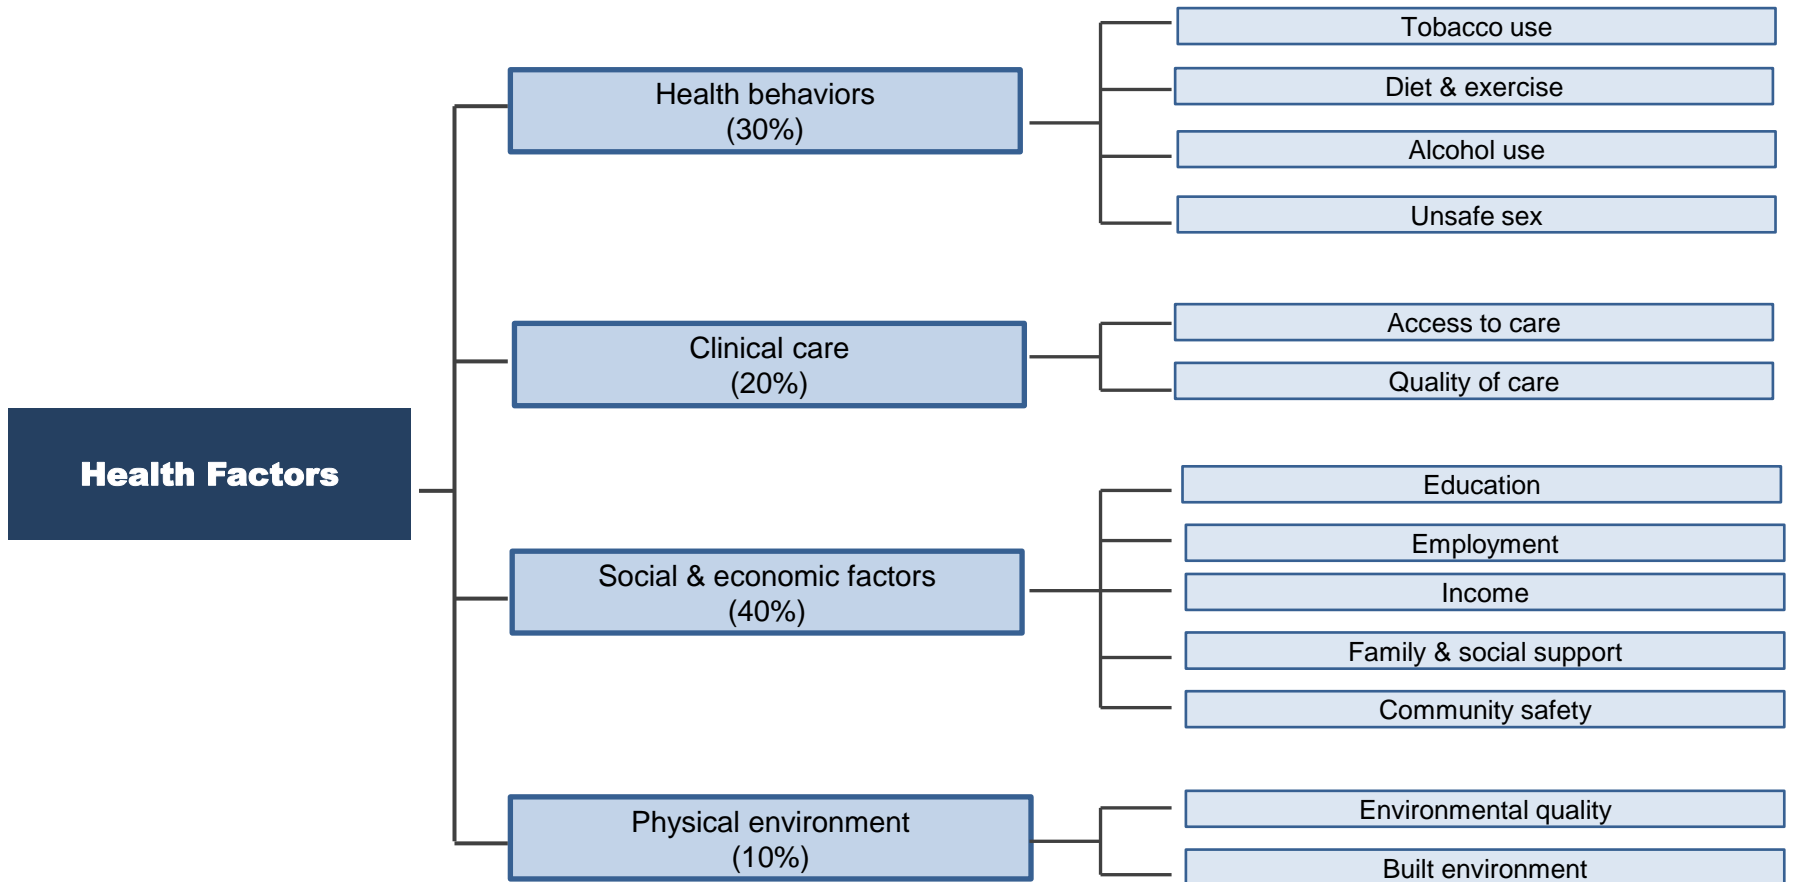 Health Factors
Health behaviors
(30%)
Tobacco use
Diet & exercise
Alcohol use
Unsafe sex
Clinical care
(20%)
Access to care
Quality of care
Social & economic factors
(40%)
Education
Employment
Income
Family & social support
Community safety
Physical environment
(10%)
Environmental quality
Built environment